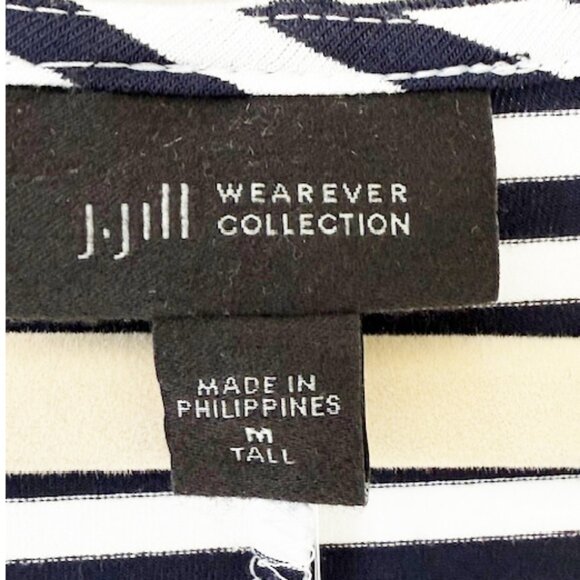 J.Jill WEAREVER
COLLECTION
MADE IN
PHILIPPINES
M
TALL